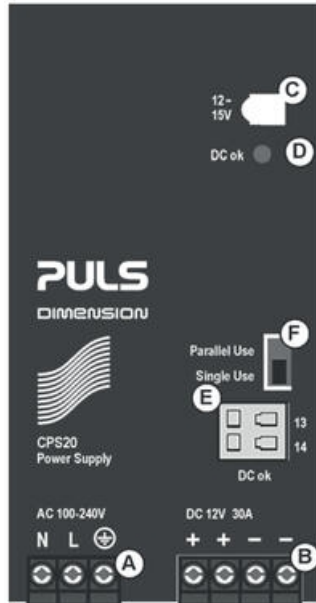 C
12–
15V
DC ok D
PULS
DIMENSION
F
Parallel Use
Single Use
E
13
14
DC ok
CPS20
Power Supply
AC 100-240V
N L
A
DC 12V 30A
+ + − −
B